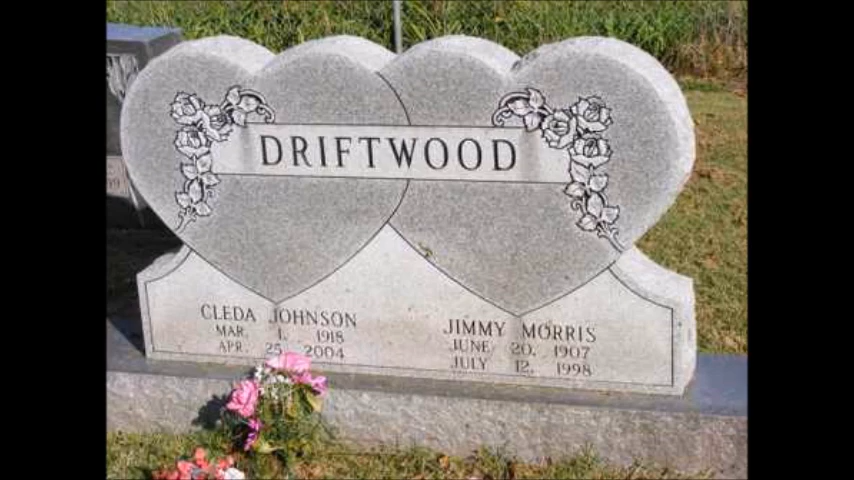 DRIFTWOOD
CLEDA JOHNSON
MAR. 1, 1918
APR. 25, 2004
JIMMY MORRIS
JUNE 20, 1907
JULY 12, 1998